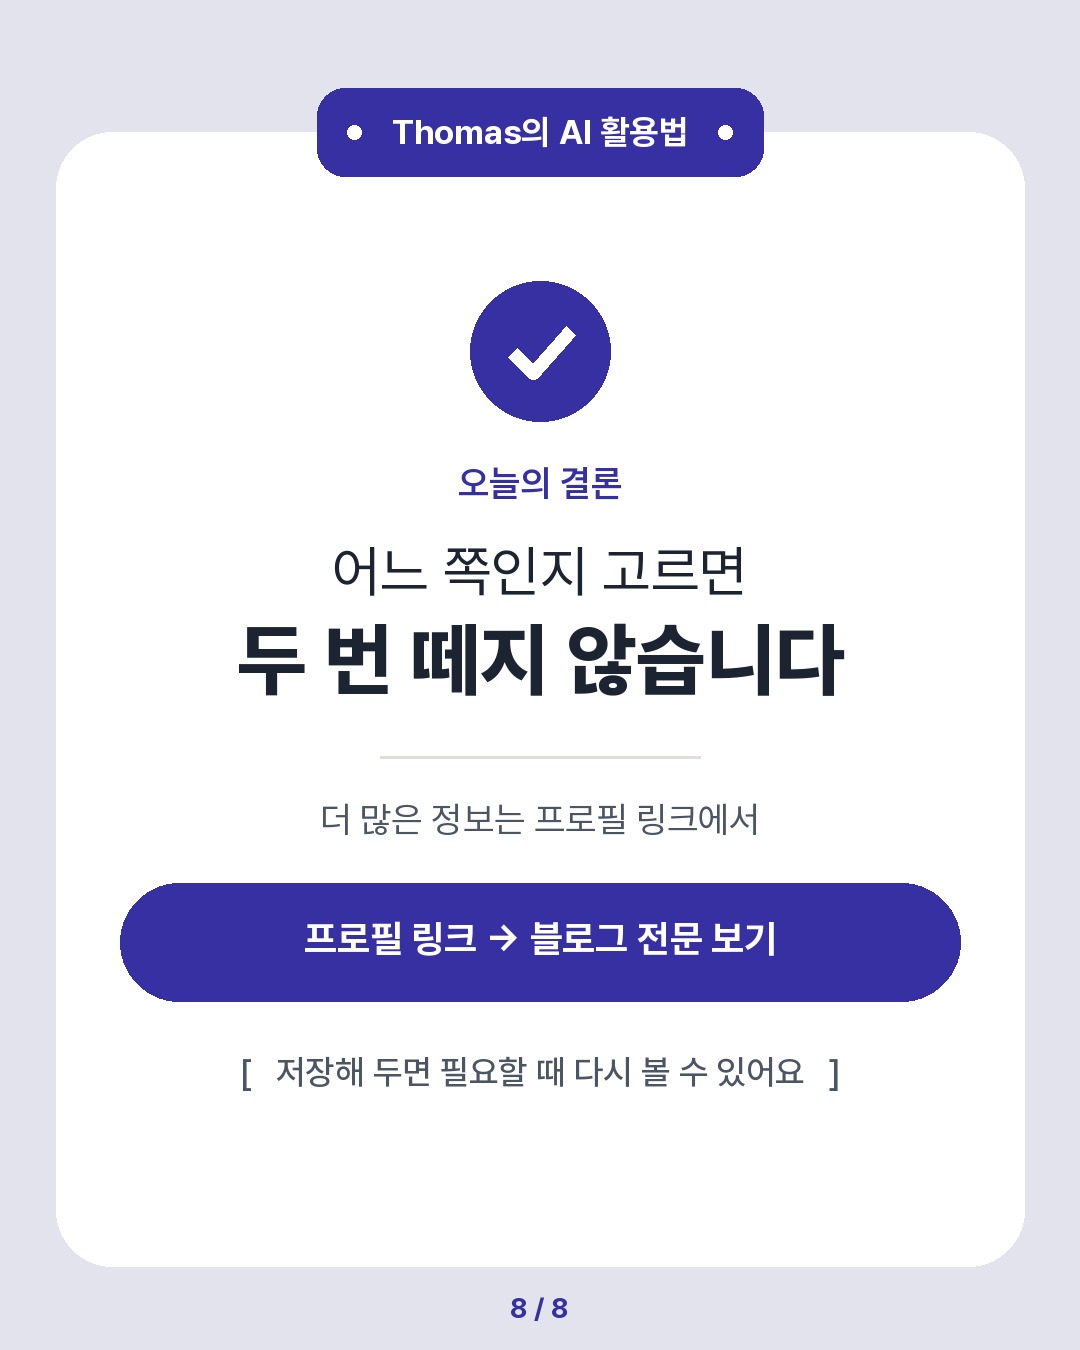 Thomas의 AI 활용법
오늘의 결론
어느 쪽인지 고르면
두 번 떼지 않습니다
더 많은 정보는 프로필 링크에서
프로필 링크 → 블로그 전문 보기
[ 저장해 두면 필요할 때 다시 볼 수 있어요 ]
8 / 8